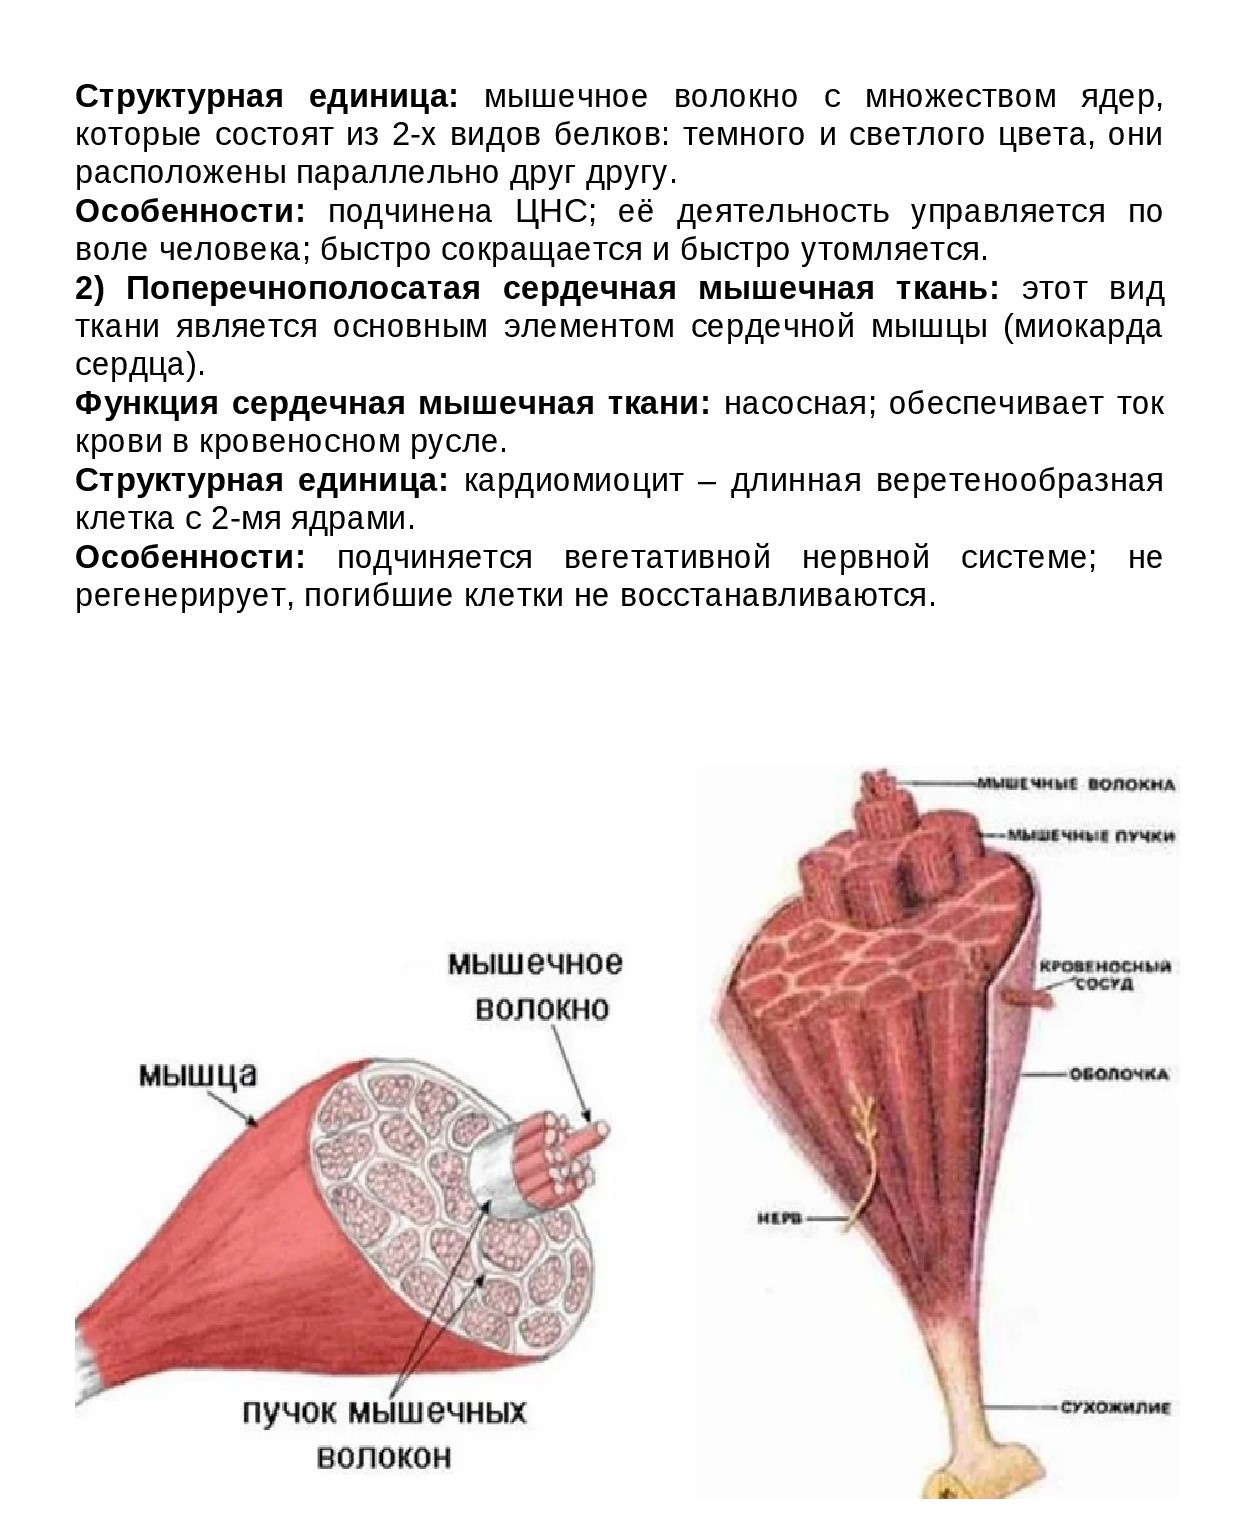 Структурная единица: мышечное волокно с множеством ядер,
которые состоят из 2-х видов белков: темного и светлого цвета, они
расположены параллельно друг другу.
Особенности: подчинена ЦНС; её деятельность управляется по
воле человека; быстро сокращается и быстро утомляется.
2) Поперечнополосатая сердечная мышечная ткань: этот вид
ткани является основным элементом сердечной мышцы (миокарда
сердца).
Функция сердечная мышечная ткани: насосная; обеспечивает ток
крови в кровеносном русле.
Структурная единица: кардиомиоцит – длинная веретенообразная
клетка с 2-мя ядрами.
Особенности: подчиняется вегетативной нервной системе; не
регенерирует, погибшие клетки не восстанавливаются.
мышечное
волокно
мышца
пучок мышечных
волокон
МЫШЕЧНЫЕ ВОЛОКНА
МЫШЕЧНЫЕ ПУЧКИ
КРОВЕНОСНЫЙ
СОСУД
ОБОЛОЧКА
НЕРВ
СУХОЖИЛИЕ